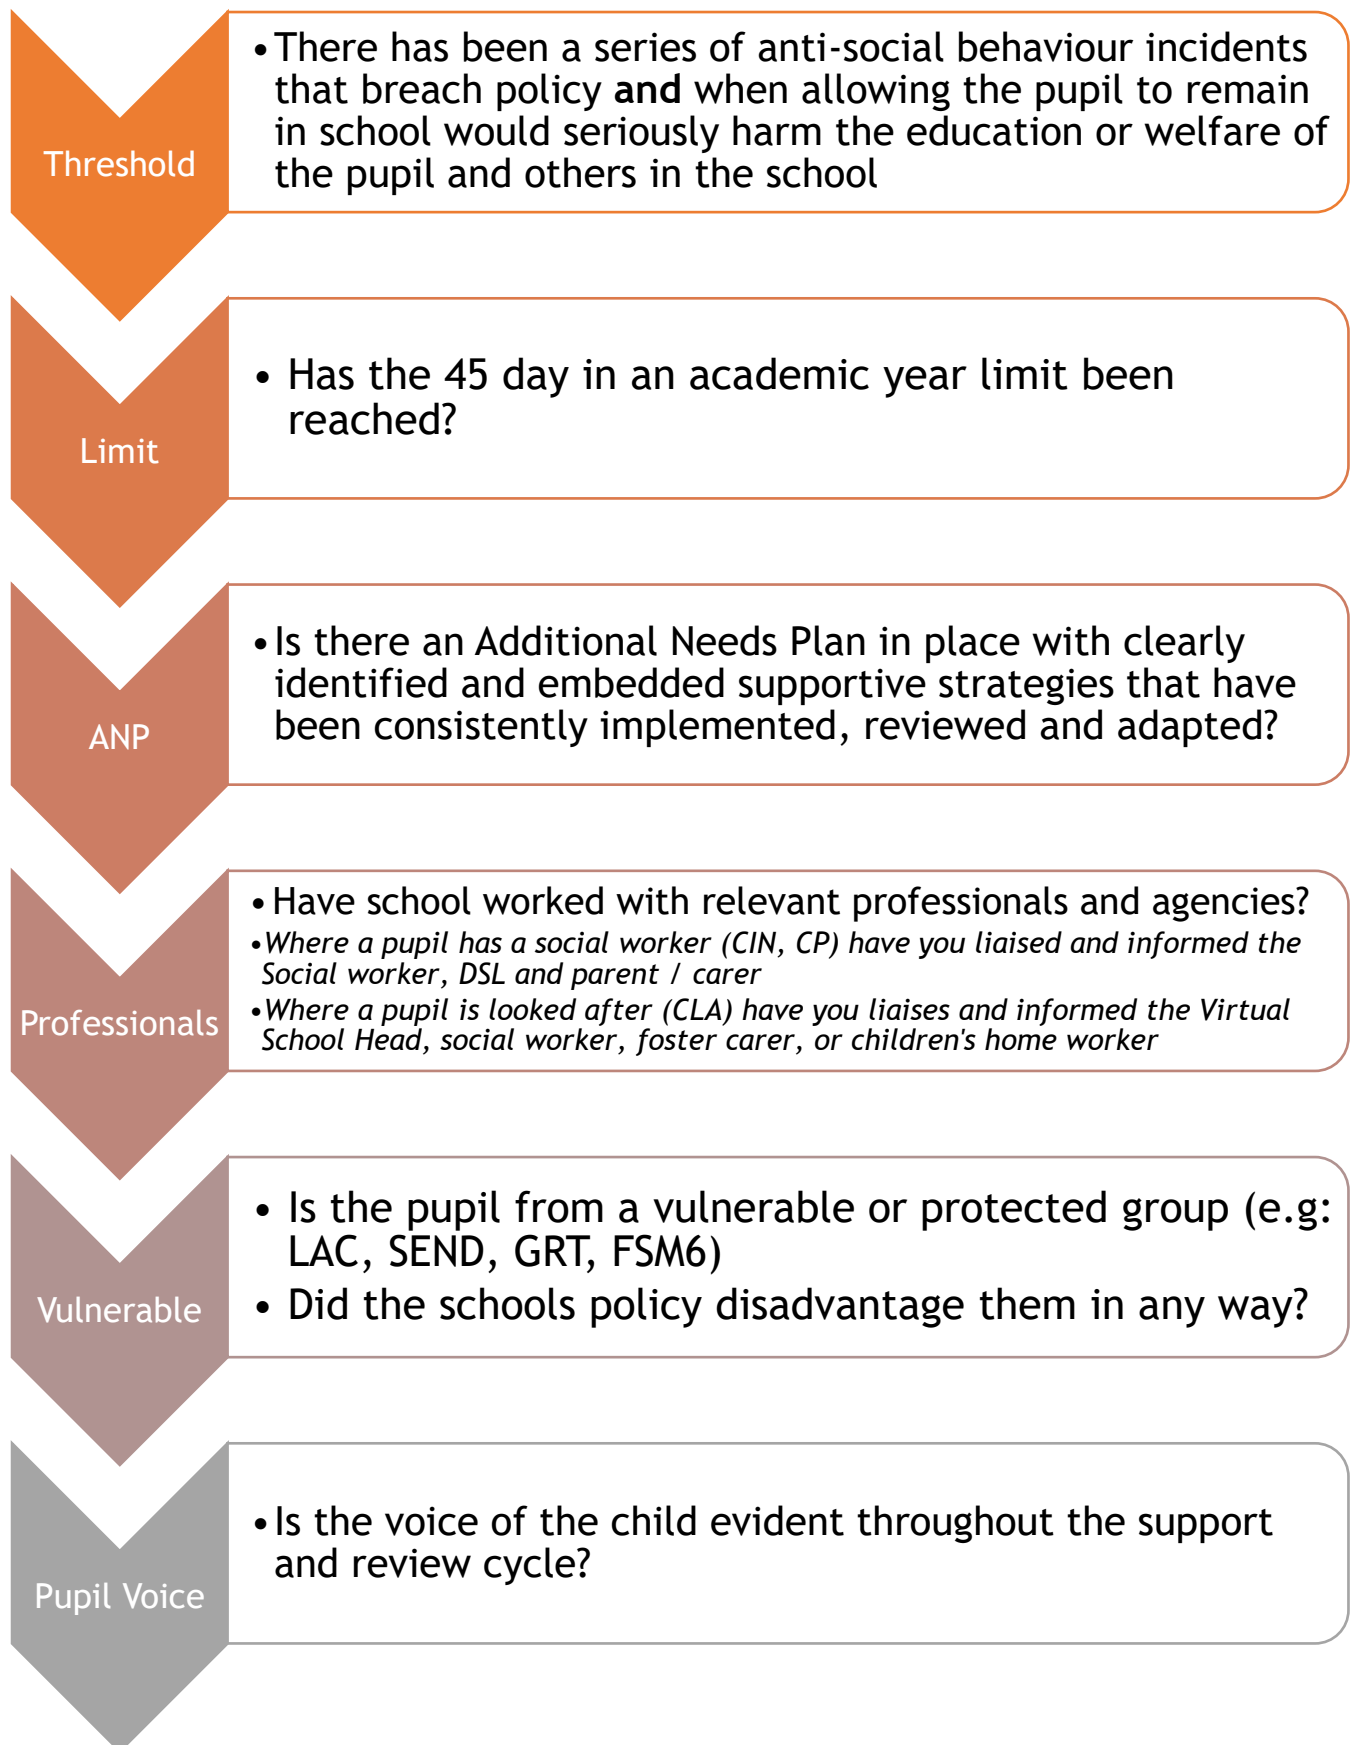 Threshold
•There has been a series of anti-social behaviour incidents
that breach policy and when allowing the pupil to remain
in school would seriously harm the education or welfare of
the pupil and others in the school
Limit
• Has the 45 day in an academic year limit been
reached?
ANP
•Is there an Additional Needs Plan in place with clearly
identified and embedded supportive strategies that have
been consistently implemented, reviewed and adapted?
Professionals
•Have school worked with relevant professionals and agencies?
•Where a pupil has a social worker (CIN, CP) have you liaised and informed the
Social worker, DSL and parent / carer
•Where a pupil is looked after (CLA) have you liaises and informed the Virtual
School Head, social worker, foster carer, or children's home worker
Vulnerable
• Is the pupil from a vulnerable or protected group (e.g:
LAC, SEND, GRT, FSM6)
• Did the schools policy disadvantage them in any way?
Pupil Voice
•Is the voice of the child evident throughout the support
and review cycle?